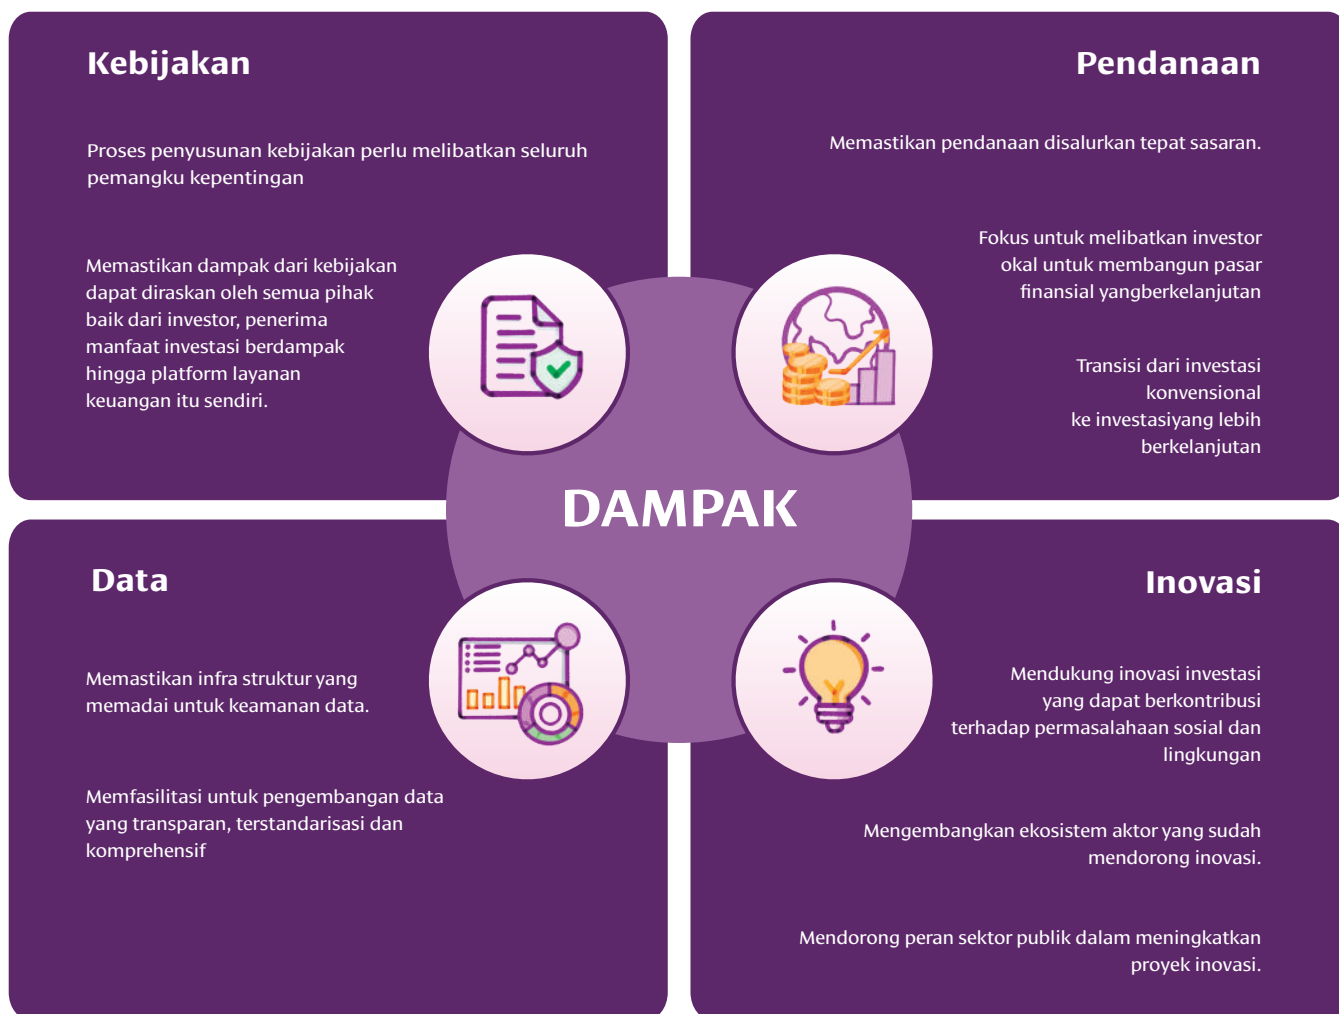 Kebijakan
Proses penyusunan kebijakan perlu melibatkan seluruh
pemangku kepentingan
Memastikan dampak dari kebijakan
dapat diraskan oleh semua pihak
baik dari investor, penerima
manfaat investasi berdampak
hingga platform layanan
keuangan itu sendiri.
Pendanaan
Memastikan pendanaan disalurkan tepat sasaran.
Fokus untuk melibatkan investor
okal untuk membangun pasar
finansial yangberkelanjutan
Transisi dari investasi
konvensional
ke investasiyang lebih
berkelanjutan
DAMPAK
Data
Memastikan infra struktur yang
memadai untuk keamanan data.
Memfasilitasi untuk pengembangan data
yang transparan, terstandarisasi dan
komprehensif
Inovasi
Mendukung inovasi investasi
yang dapat berkontribusi
terhadap permasalahaan sosial dan
lingkungan
Mengembangkan ekosistem aktor yang sudah
mendorong inovasi.
Mendorong peran sektor publik dalam meningkatkan
proyek inovasi.